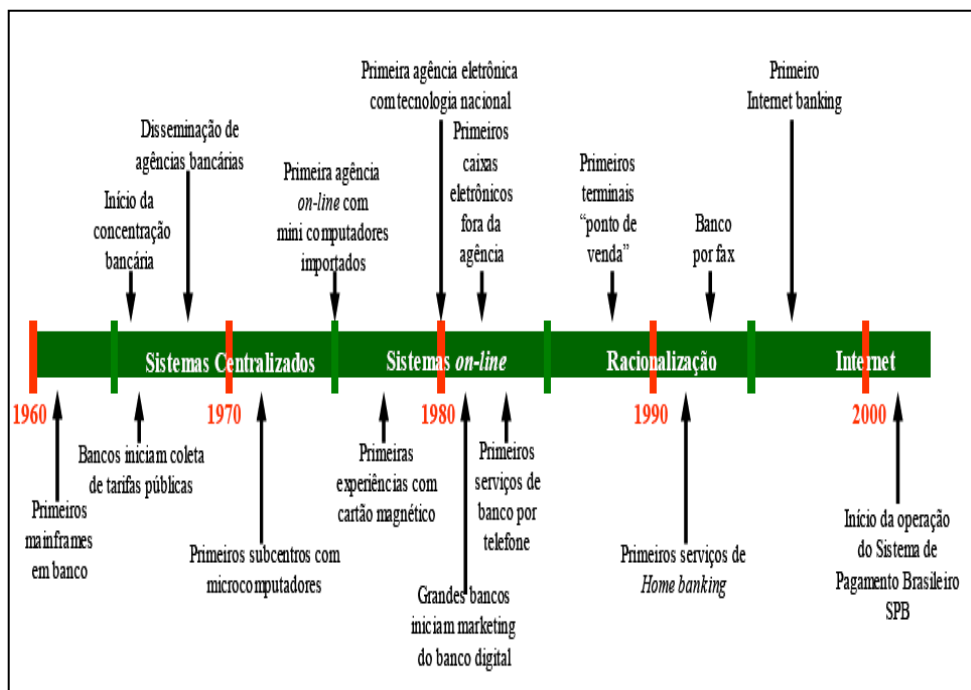 Primeira agência eletrônica
com tecnologia nacional
Primeiro
Internet banking
Disseminação de
agências bancárias
Primeiros
caixas
eletrônicos
fora da
agência
Primeira agência
on-line com
mini computadores
importados
Primeiros
terminais
“ponto de
venda”
Início da
concentração
bancária
Banco
por fax
Sistemas Centralizados
Sistemas on-line
Racionalização
Internet
1960
1970
1980
1990
2000
Bancos iniciam coleta
de tarifas públicas
Primeiras
experiências com
cartão magnético
Primeiros
serviços de
banco por
telefone
Primeiros
mainframes
em banco
Primeiros subcentros com
microcomputadores
Grandes bancos
iniciam marketing
do banco digital
Primeiros serviços de
Home banking
Início da operação
do Sistema de
Pagamento Brasileiro
SPB